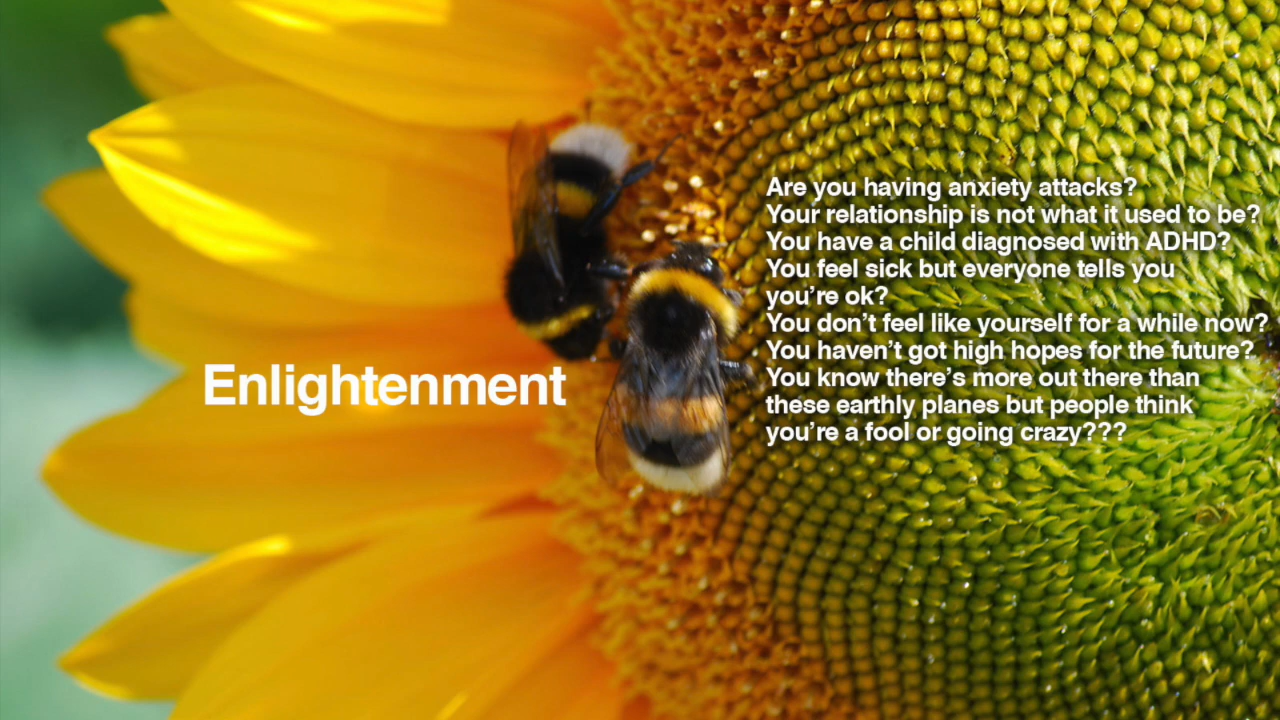 Enlightenment
Are you having anxiety attacks?
Your relationship is not what it used to be?
You have a child diagnosed with ADHD?
You feel sick but everyone tells you
you’re ok?
You don’t feel like yourself for a while now?
You haven’t got high hopes for the future?
You know there’s more out there than
these earthly planes but people think
you’re a fool or going crazy???